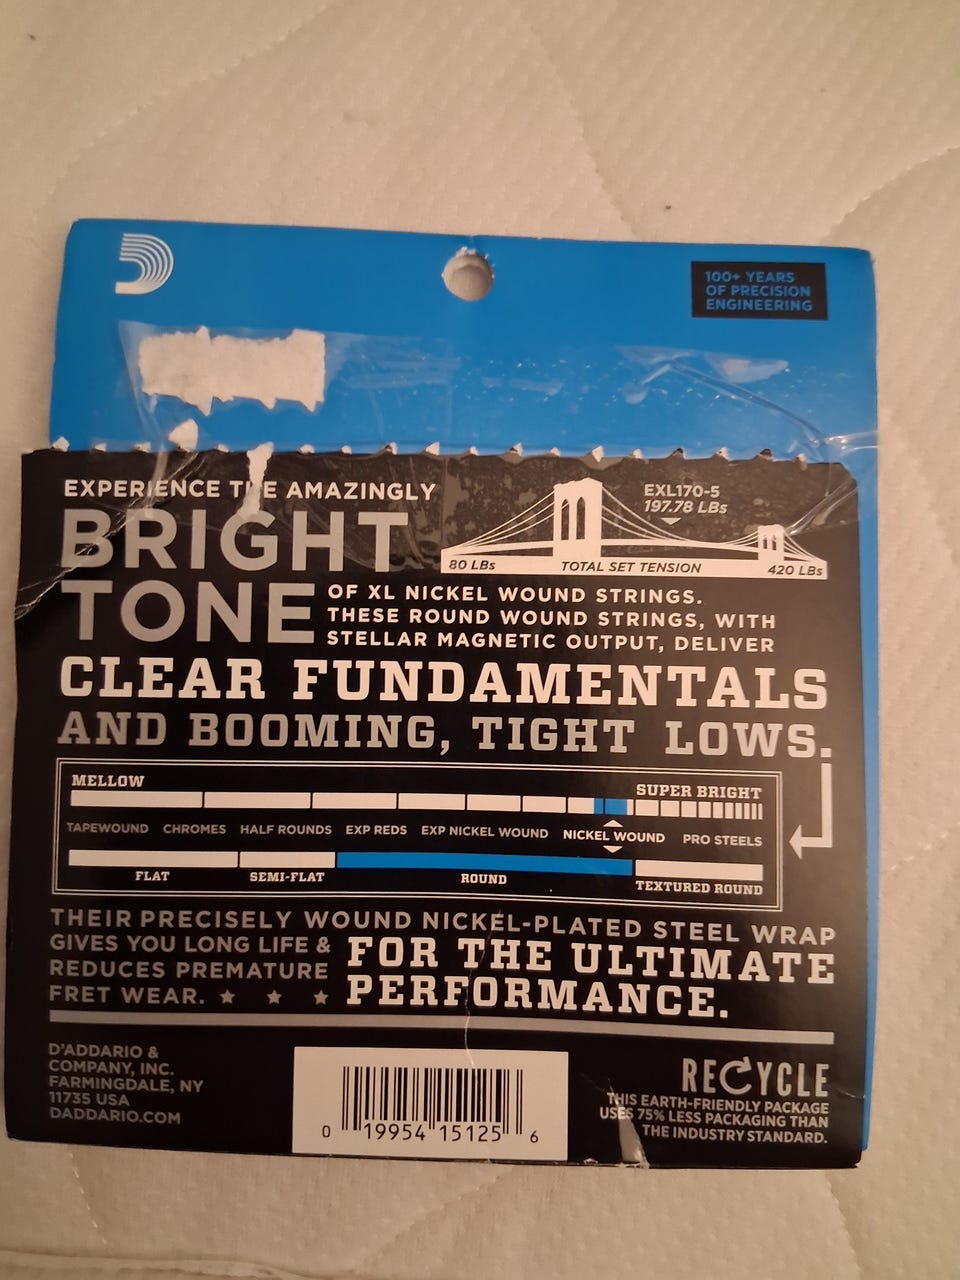 100+ YEARS
OF PRECISION
ENGINEERING
EXPERIENCE THE AMAZINGLY
BRIGHT
TONE
OF XL NICKEL WOUND STRINGS.
THESE ROUND WOUND STRINGS, WITH
STELLAR MAGNETIC OUTPUT, DELIVER
CLEAR FUNDAMENTALS
AND BOOMING, TIGHT LOWS.
EXL170-5
197.78 LBs
80 LBs TOTAL SET TENSION 420 LBs
MELLOW SUPER BRIGHT
TAPEWOUND CHROMES HALF ROUNDS EXP REDS EXP NICKEL WOUND NICKEL WOUND PRO STEELS
FLAT SEMI-FLAT ROUND TEXTURED ROUND
THEIR PRECISELY WOUND NICKEL-PLATED STEEL WRAP
GIVES YOU LONG LIFE &
REDUCES PREMATURE
FRET WEAR. ★ ★ ★
FOR THE ULTIMATE
PERFORMANCE.
D'ADDARIO &
COMPANY, INC.
FARMINGDALE, NY
11735 USA
DADDARIO.COM
0 19954 15125 6
RECYCLE
THIS EARTH-FRIENDLY PACKAGE
USES 75% LESS PACKAGING THAN
THE INDUSTRY STANDARD.